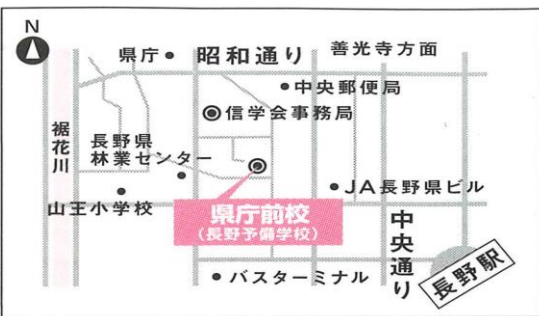 N
県庁
昭和通り
善光寺方面
中央郵便局
信学会事務局
裾花川
長野県
林業センター
山王小学校
JA長野県ビル
県庁前校
(長野予備学校)
中央通り
バスターミナル
長野駅